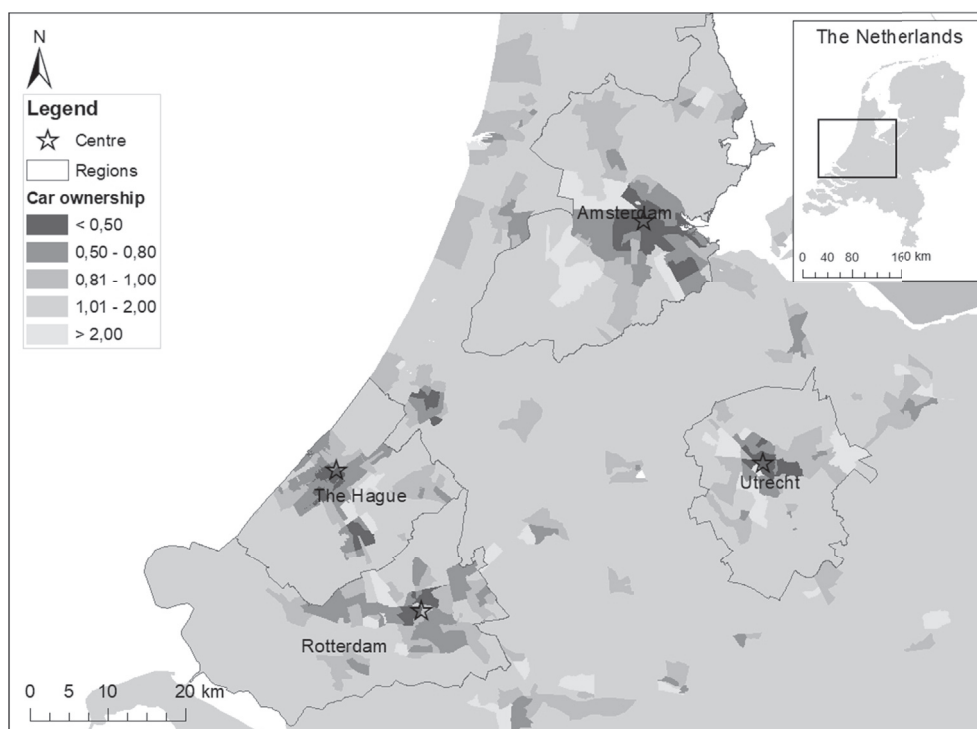 N
Legend
Centre
Regions
Car ownership
< 0,50
0,50 - 0,80
0,81 - 1,00
1,01 - 2,00
> 2,00
The Netherlands
0 40 80 160 km
Amsterdam
The Hague
Utrecht
Rotterdam
0 5 10 20 km